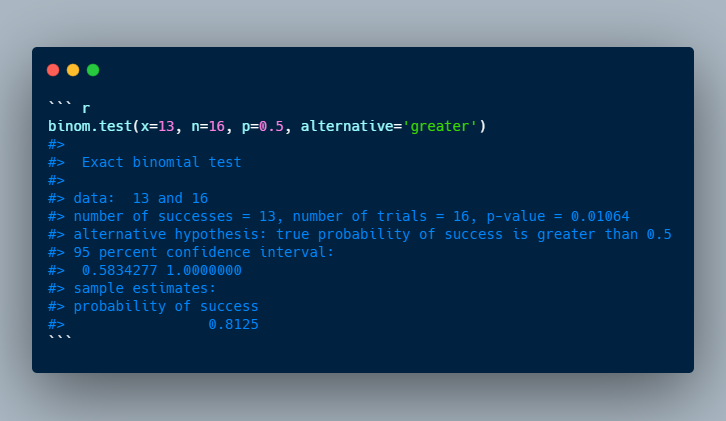 ``` r
binom.test(x=13, n=16, p=0.5, alternative='greater')
#>
#>  Exact binomial test
#>
#> data:  13 and 16
#> number of successes = 13, number of trials = 16, p-value = 0.01064
#> alternative hypothesis: true probability of success is greater than 0.5
#> 95 percent confidence interval:
#>  0.5834277 1.0000000
#> sample estimates:
#> probability of success
#>                 0.8125
```